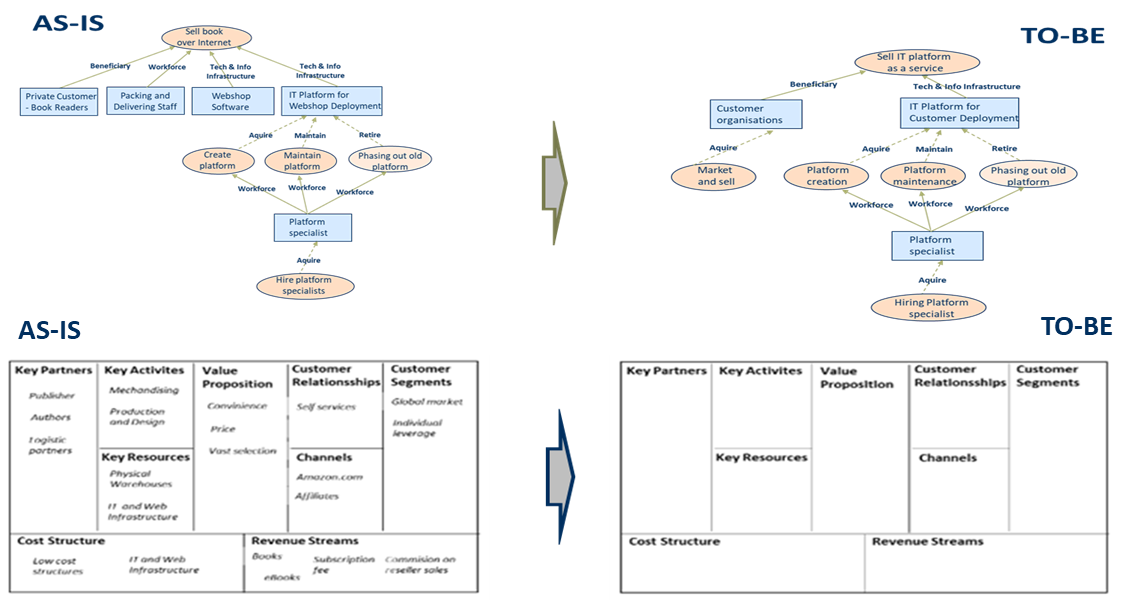 AS-IS
Sell book
over Internet
Beneficiary
Workforce
Tech & Info
Infrastructure
Tech & Info
Infrastructure
Private Customer
- Book Readers
Packing and
Delivering Staff
Webshop
Software
IT Platform for
Webshop Deployment
Aquire
Maintain
Retire
Create
platform
Maintain
platform
Phasing out old
platform
Workforce
Workforce
Workforce
Platform
specialist
Aquire
Hire platform
specialists
TO-BE
Sell IT platform
as a service
Beneficiary
Tech & Info Infrastructure
Customer
organisations
IT Platform for
Customer Deployment
Aquire
Aquire
Maintain
Retire
Market
and sell
Platform
creation
Platform
maintenance
Phasing out old
platform
Workforce
Workforce
Workforce
Platform
specialist
Aquire
Hiring Platform
specialist
AS-IS
Key Partners
Publisher
Authors
Logistic
partners
Key Activites
Mechandising
Production
and Design
Key Resources
Physical
Warehouses
IT and Web
Infrastructure
Value
Proposition
Convinience
Price
Vast selection
Customer
Relationsships
Self services
Channels
Amazon.com
Affiliates
Customer
Segments
Global market
Individual
leverage
Cost Structure
Low cost
structures
IT and Web
Infrastructure
Revenue Streams
Books
eBooks
Subscription
fee
Commision on
reseller sales
TO-BE
Key Partners
Key Activites
Key Resources
Value
Proposition
Customer
Relationsships
Channels
Customer
Segments
Cost Structure
Revenue Streams